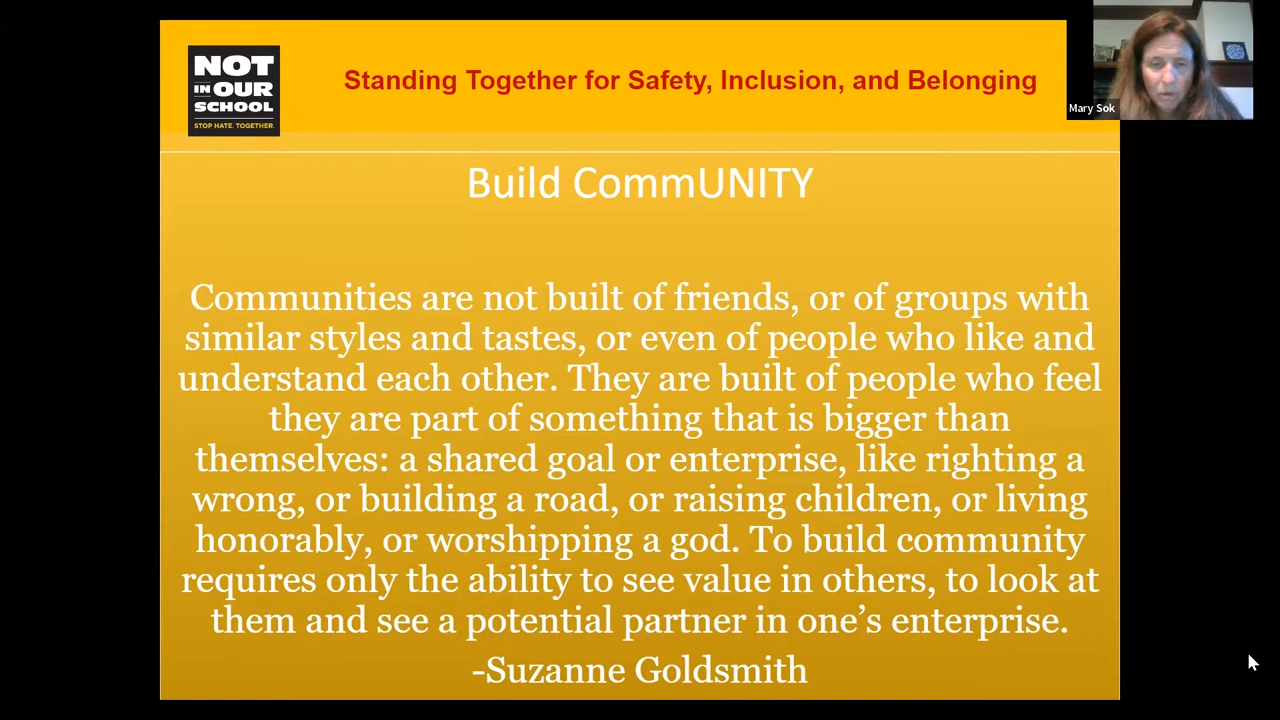 NOT
IN OUR
SCHOOL
STOP HATE. TOGETHER.
Standing Together for Safety, Inclusion, and Belonging
Mary Sok
Build CommUNITY
Communities are not built of friends, or of groups with
similar styles and tastes, or even of people who like and
understand each other. They are built of people who feel
they are part of something that is bigger than
themselves: a shared goal or enterprise, like righting a
wrong, or building a road, or raising children, or living
honorably, or worshipping a god. To build community
requires only the ability to see value in others, to look at
them and see a potential partner in one’s enterprise.
-Suzanne Goldsmith